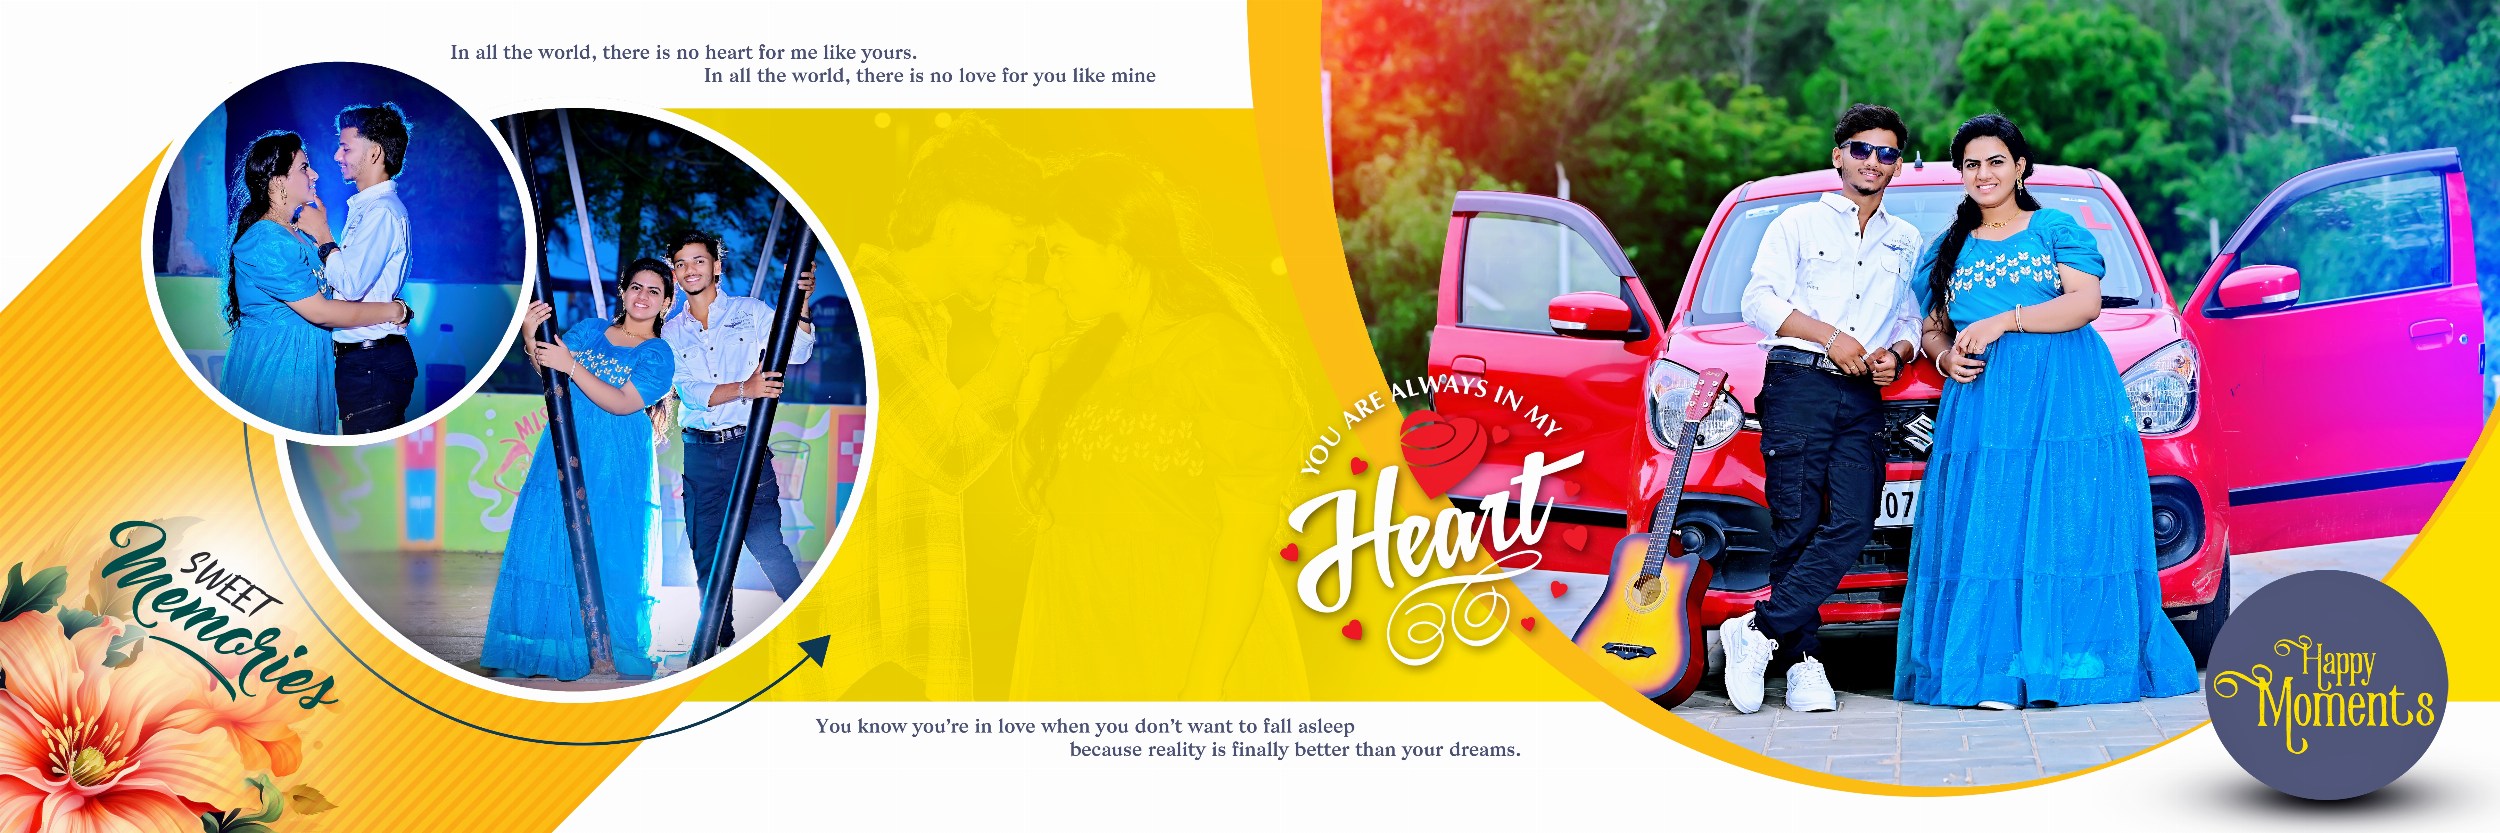 In all the world, there is no heart for me like yours.
In all the world, there is no love for you like mine
YOU ARE ALWAYS IN MY
Heart
07
SWEET
Memories
Happy
Moments
You know you're in love when you don't want to fall asleep
because reality is finally better than your dreams.